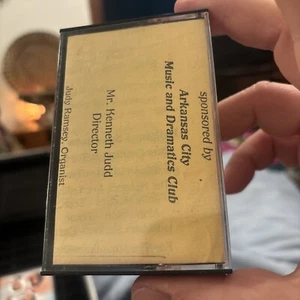 sponsored by
Arkansas City
Music and Dramatics Club
Mr. Kenneth Judd
Director
Judy Ramsey, Organist